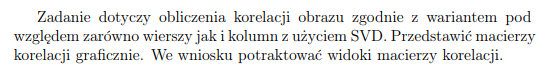 Zadanie dotyczy obliczenia korelacji obrazu zgodnie z wariantem pod
względem zarówno wierszy jak i kolumn z użyciem SVD. Przedstawić macierzy
korelacji graficznie. We wniosku potraktować widoki macierzy korelacji.